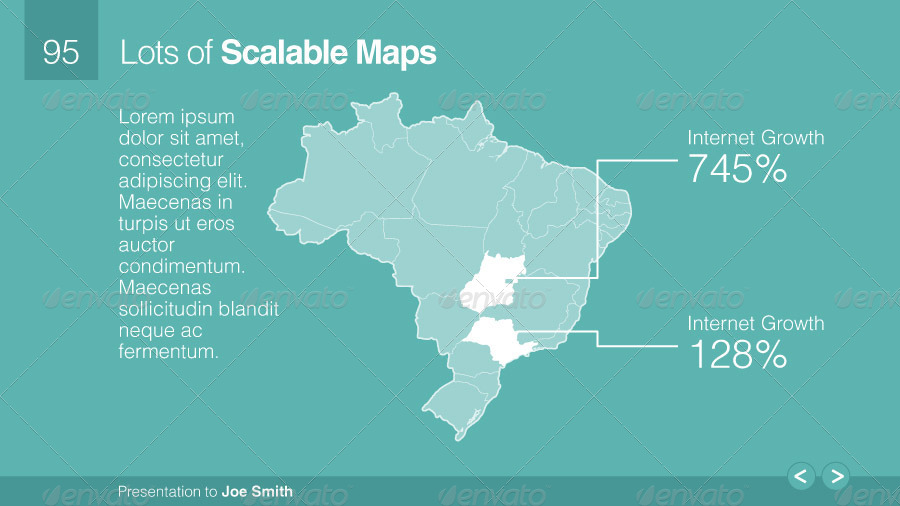 95
Lots of Scalable Maps
Lorem ipsum
dolor sit amet,
consectetur
adipiscing elit.
Maecenas in
turpis ut eros
auctor
condimentum.
Maecenas
sollicitudin blandit
neque ac
fermentum.
Internet Growth
745%
Internet Growth
128%
Presentation to Joe Smith
< >
envato envato envato envato envato
envato envato envato envato envato
envato envato envato envato envato